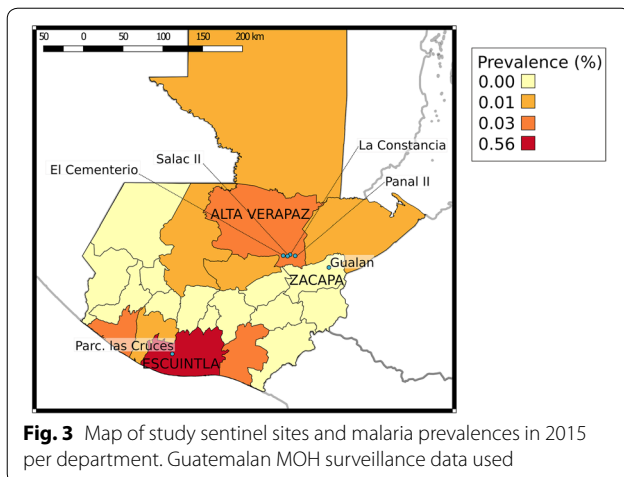 50 0 50 100 150 200 km
Prevalence (%)
0.00
0.01
0.03
0.56
La Constancia
Salac II
El Cementerio
Panal II
ALTA VERAPAZ
Gualan
ZACAPA
Parc. las Cruces
ESCUINTLA
Fig. 3 Map of study sentinel sites and malaria prevalences in 2015
per department. Guatemalan MOH surveillance data used